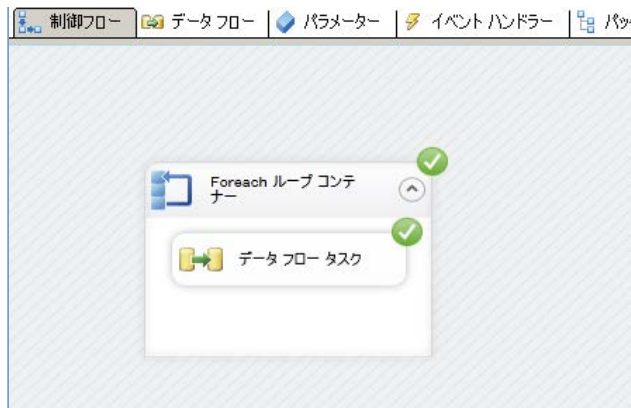 制御フロー データ フロー パラメーター イベント ハンドラー
Foreach ループ コンテ
ナー
データ フロー タスク